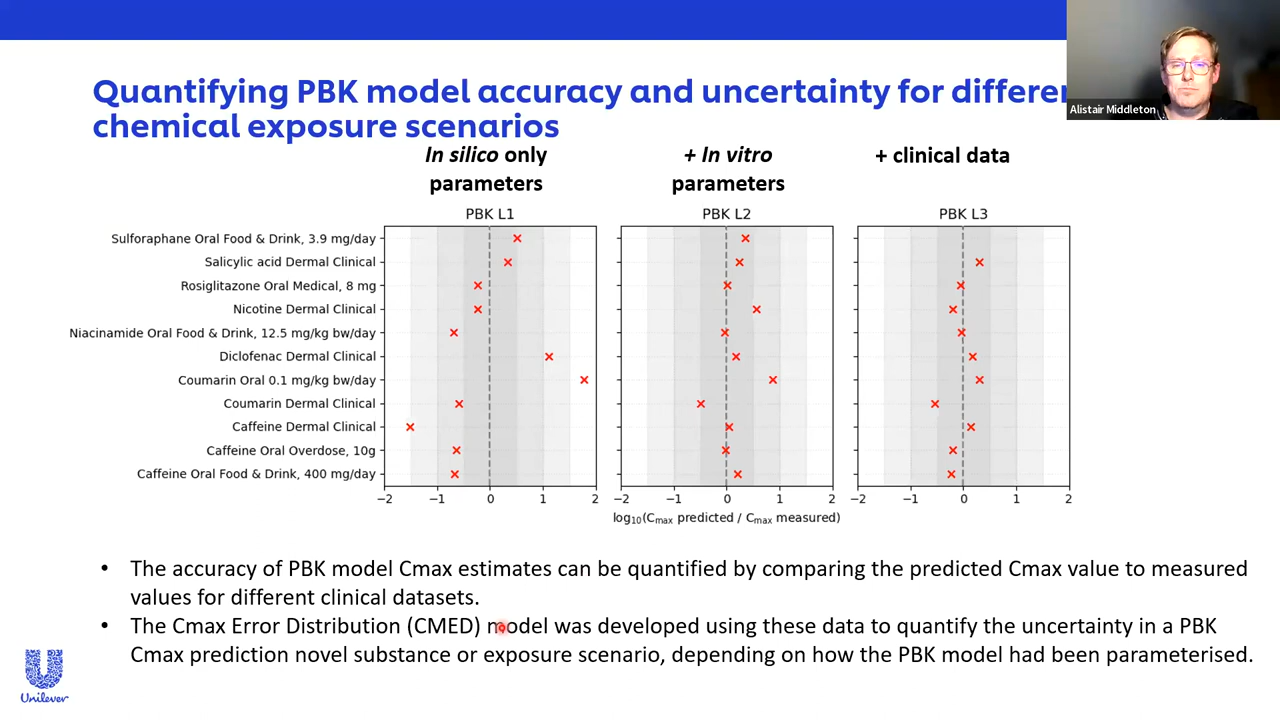 Quantifying PBK model accuracy and uncertainty for differen
chemical exposure scenarios
Alistair Middleton
In silico only
parameters
+ In vitro
parameters
+ clinical data
PBK L1
PBK L2
PBK L3
Sulforaphane Oral Food & Drink, 3.9 mg/day
Salicylic acid Dermal Clinical
Rosiglitazone Oral Medical, 8 mg
Nicotine Dermal Clinical
Niacinamide Oral Food & Drink, 12.5 mg/kg bw/day
Diclofenac Dermal Clinical
Coumarin Oral 0.1 mg/kg bw/day
Coumarin Dermal Clinical
Caffeine Dermal Clinical
Caffeine Oral Overdose, 10g
Caffeine Oral Food & Drink, 400 mg/day
−2 −1 0 1 2
−2 −1 0 1 2
−2 −1 0 1 2
log10(Cmax predicted / Cmax measured)
• The accuracy of PBK model Cmax estimates can be quantified by comparing the predicted Cmax value to measured
values for different clinical datasets.
• The Cmax Error Distribution (CMED) model was developed using these data to quantify the uncertainty in a PBK
Cmax prediction novel substance or exposure scenario, depending on how the PBK model had been parameterised.
Unilever